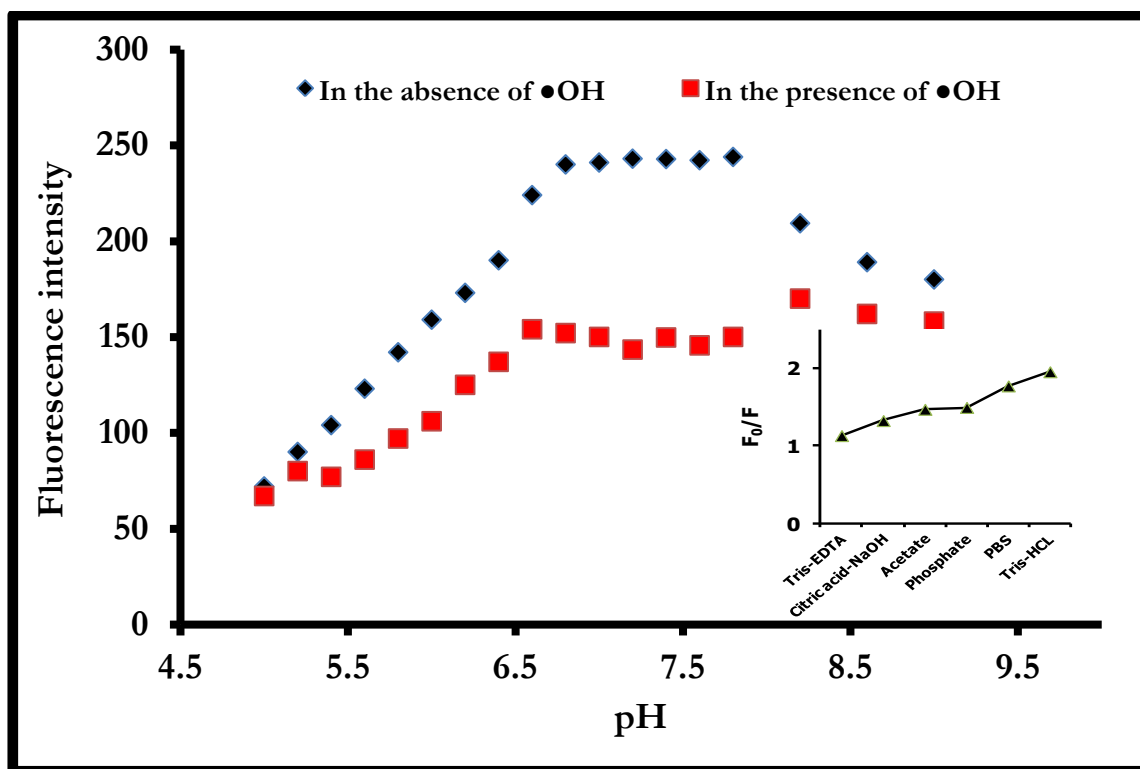 300
250
200
150
100
50
0
Fluorescence intensity
◆ In the absence of ●OH
■ In the presence of ●OH
4.5 5.5 6.5 7.5 8.5 9.5
pH
2
1
0
F₀/F
Tris-EDTA
Citric acid-NaOH
Acetate
Phosphate
PBS
Tris-HCL